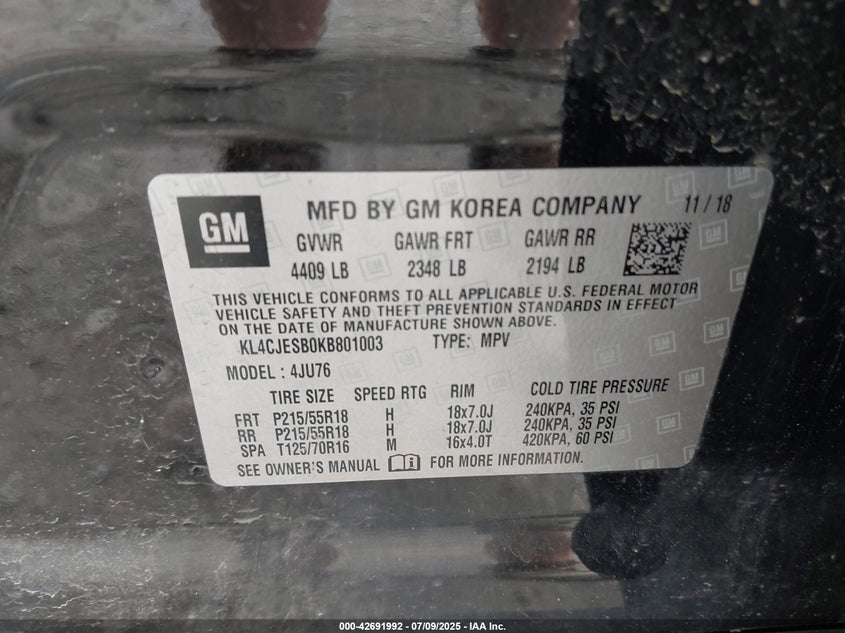 GM
MFD BY GM KOREA COMPANY 11/18
GVWR GAWR FRT GAWR RR
4409 LB 2348 LB 2194 LB
THIS VEHICLE CONFORMS TO ALL APPLICABLE U.S. FEDERAL MOTOR
VEHICLE SAFETY AND THEFT PREVENTION STANDARDS IN EFFECT
ON THE DATE OF MANUFACTURE SHOWN ABOVE.
KL4CJESB0KB801003 TYPE: MPV
MODEL: 4JU76
TIRE SIZE SPEED RTG RIM COLD TIRE PRESSURE
FRT P215/55R18 H 18x7.0J 240KPA, 35 PSI
RR P215/55R18 H 18x7.0J 240KPA, 35 PSI
SPA T125/70R16 M 16x4.0T 420KPA, 60 PSI
SEE OWNER'S MANUAL FOR MORE INFORMATION.
000-42691992 - 07/09/2025 - IAA Inc.